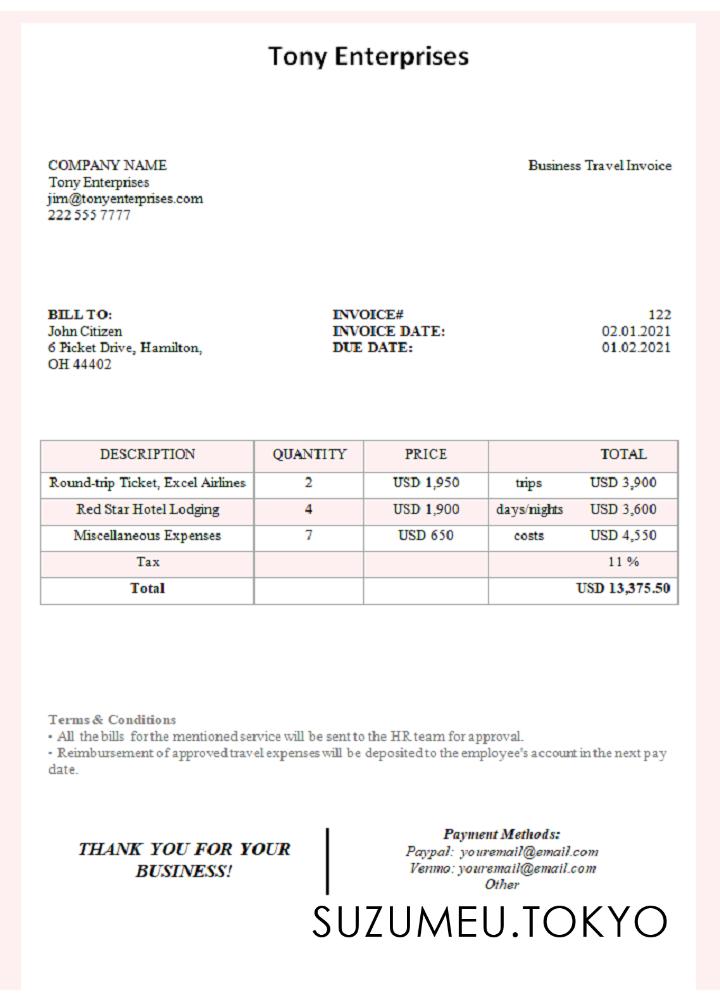 Tony Enterprises
COMPANY NAME
Business Travel Invoice
Tony Enterprises
jim@tonyenterprises.com
222 555 7777
BILL TO:
INVOICE# 122
John Citizen
INVOICE DATE: 02.01.2021
6 Picket Drive, Hamilton,
DUE DATE: 01.02.2021
OH 44402
DESCRIPTION QUANTITY PRICE TOTAL
Round-trip Ticket, Excel Airlines 2 USD 1,950 trips USD 3,900
Red Star Hotel Lodging 4 USD 1,900 days/nights USD 3,600
Miscellaneous Expenses 7 USD 650 costs USD 4,550
Tax 11 %
Total USD 13,375.50
Terms & Conditions
• All the bills for the mentioned service will be sent to the HR team for approval.
• Reimbursement of approved travel expenses will be deposited to the employee's account in the next pay
date.
THANK YOU FOR YOUR
BUSINESS!
Payment Methods:
Paypal: youremail@email.com
Venmo: youremail@email.com
Other
SUZUMEU.TOKYO